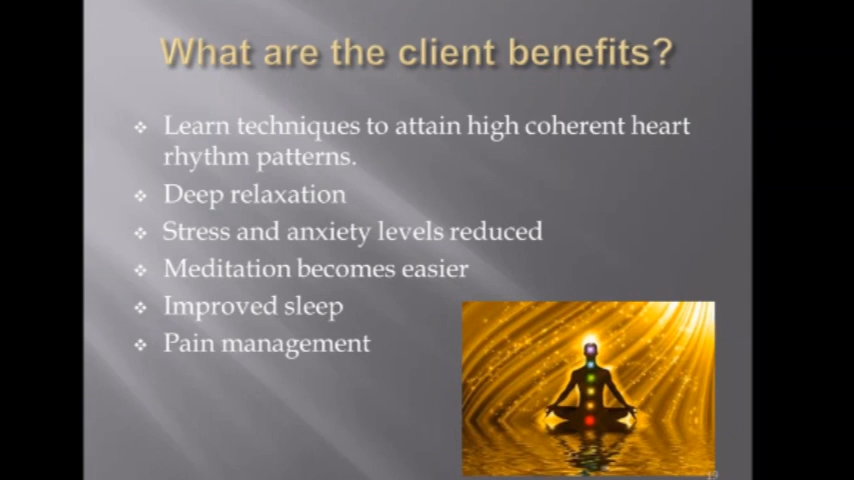 What are the client benefits?
❖ Learn techniques to attain high coherent heart
rhythm patterns.
❖ Deep relaxation
❖ Stress and anxiety levels reduced
❖ Meditation becomes easier
❖ Improved sleep
❖ Pain management
19